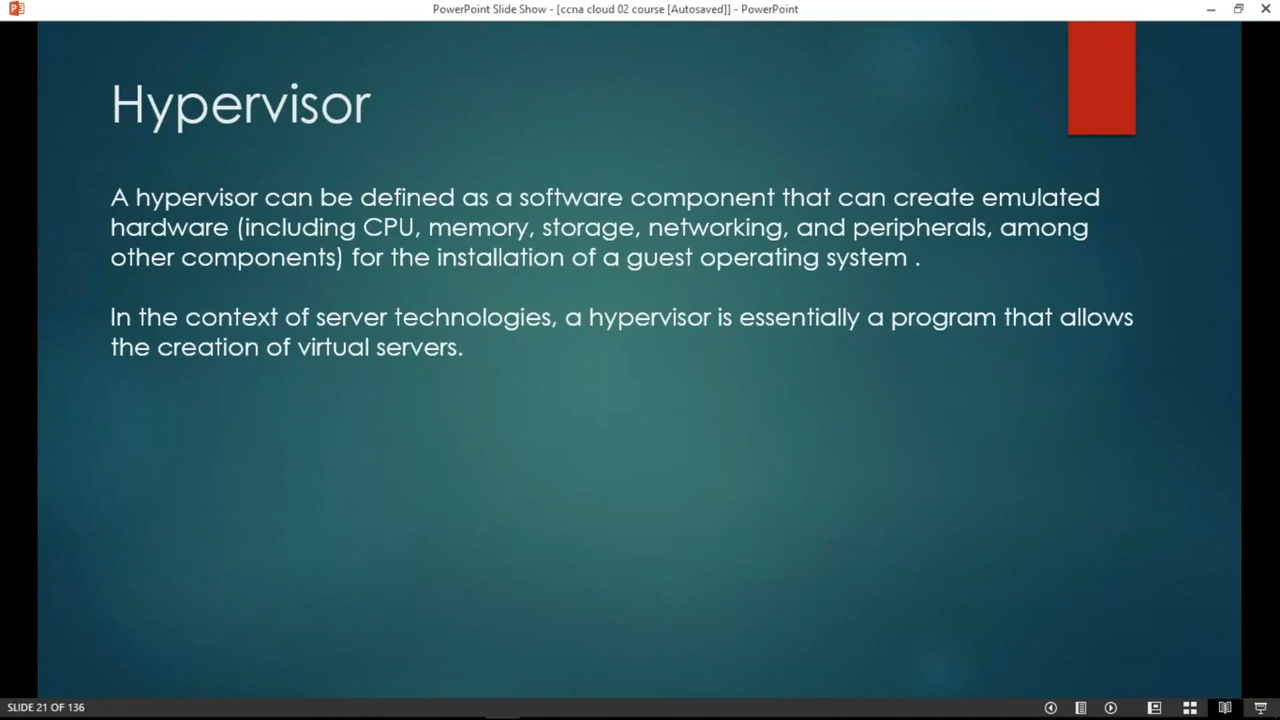 PowerPoint Slide Show - [ccna cloud 02 course [Autosaved]] - PowerPoint
Hypervisor
A hypervisor can be defined as a software component that can create emulated
hardware (including CPU, memory, storage, networking, and peripherals, among
other components) for the installation of a guest operating system .
In the context of server technologies, a hypervisor is essentially a program that allows
the creation of virtual servers.
SLIDE 21 OF 136